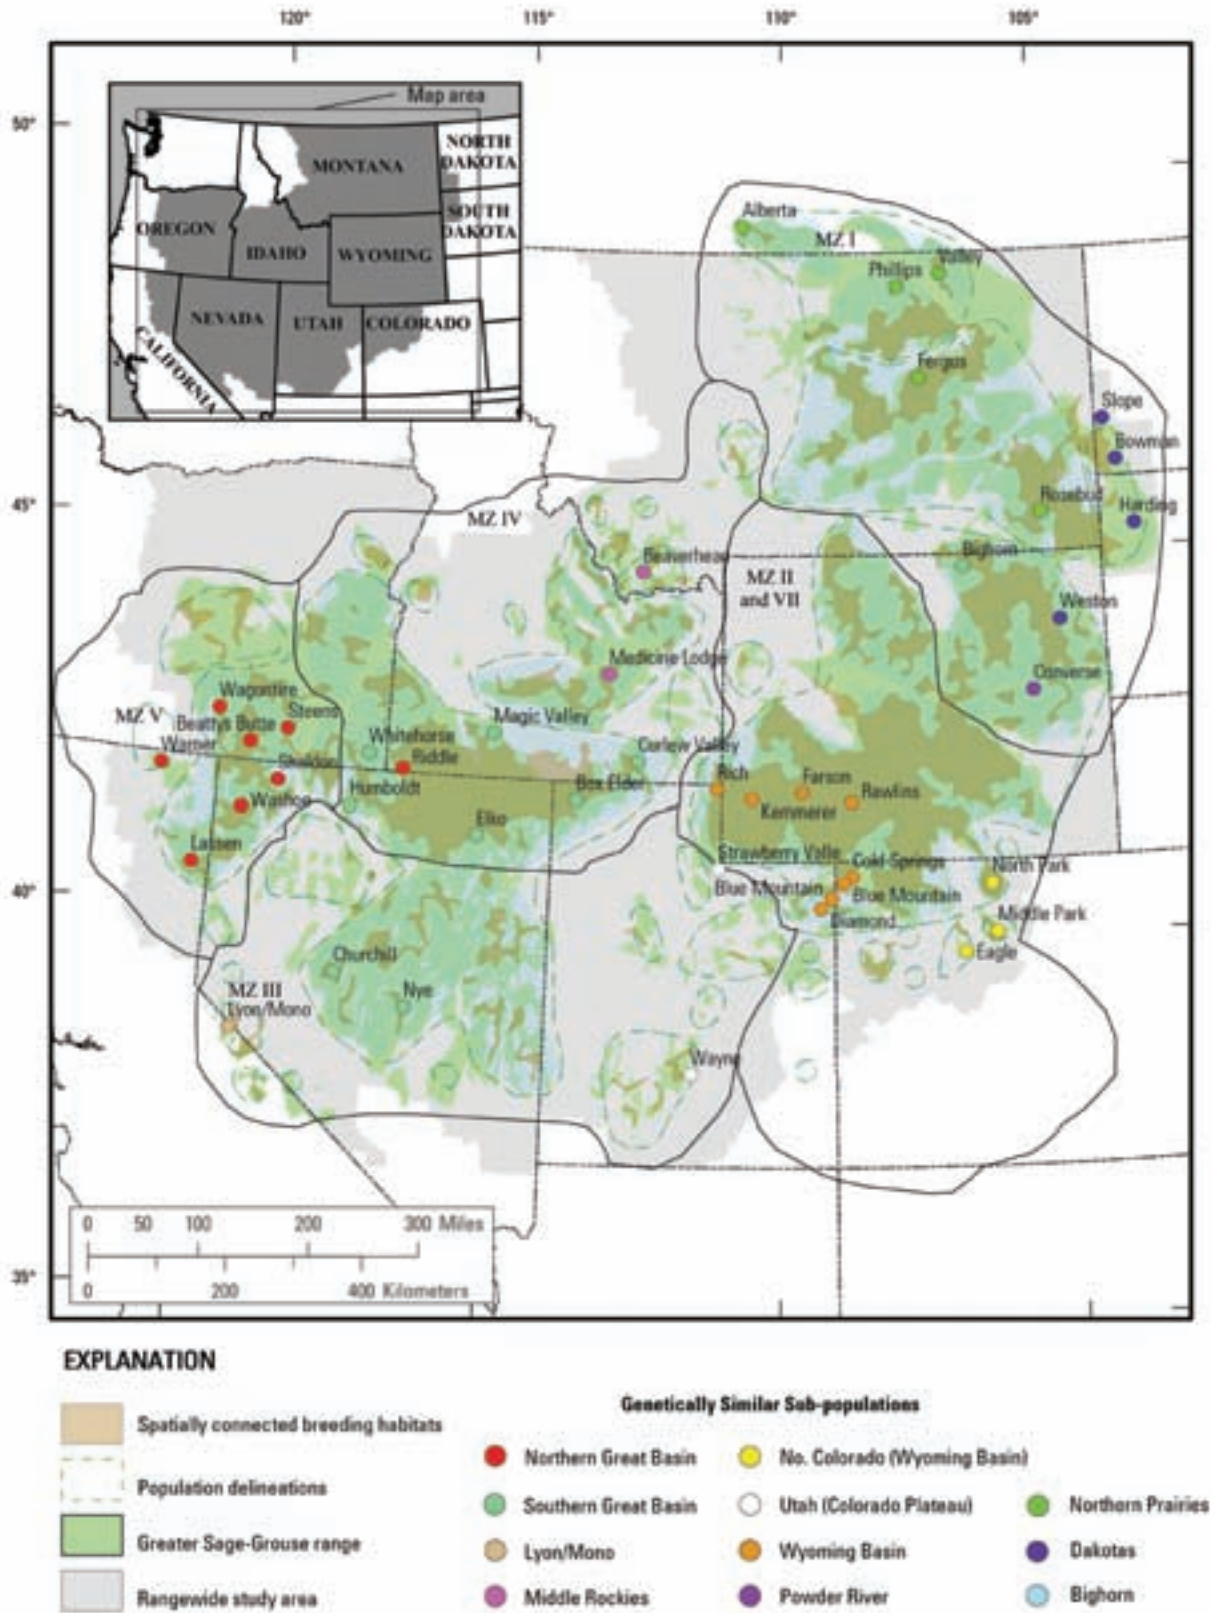 120°
115°
110°
105°
50°
45°
40°
35°
Map area
NORTH
DAKOTA
MONTANA
SOUTH
DAKOTA
OREGON
IDAHO
WYOMING
NEVADA
UTAH
COLORADO
CALIFORNIA
Alberta
MZ I
Valley
Phillips
Fergus
Slope
Bowman
Rosebud
Harding
MZ IV
Beaverhead
Bighorn
MZ II
and VII
Weston
Medicine Lodge
Converse
Wagontire
MZ V
Beattys Butte
Steens
Magic Valley
Warner
Whitehorse
Curlew Valley
Sheldon
Riddle
Rich
Farson
Humboldt
Box Elder
Rawlins
Washoe
Kemmerer
Elko
Lassen
Strawberry Valle
Cold Springs
North Park
Blue Mountain
Blue Mountain
Diamond
Middle Park
Churchill
Eagle
MZ III
Nye
Lyon/Mono
Wayne
0 50 100 200 300 Miles
0 200 400 Kilometers
EXPLANATION
Spatially connected breeding habitats
Population delineations
Greater Sage-Grouse range
Rangewide study area
Genetically Similar Sub-populations
Northern Great Basin
Southern Great Basin
Lyon/Mono
Middle Rockies
No. Colorado (Wyoming Basin)
Utah (Colorado Plateau)
Wyoming Basin
Powder River
Northern Prairies
Dakotas
Bighorn